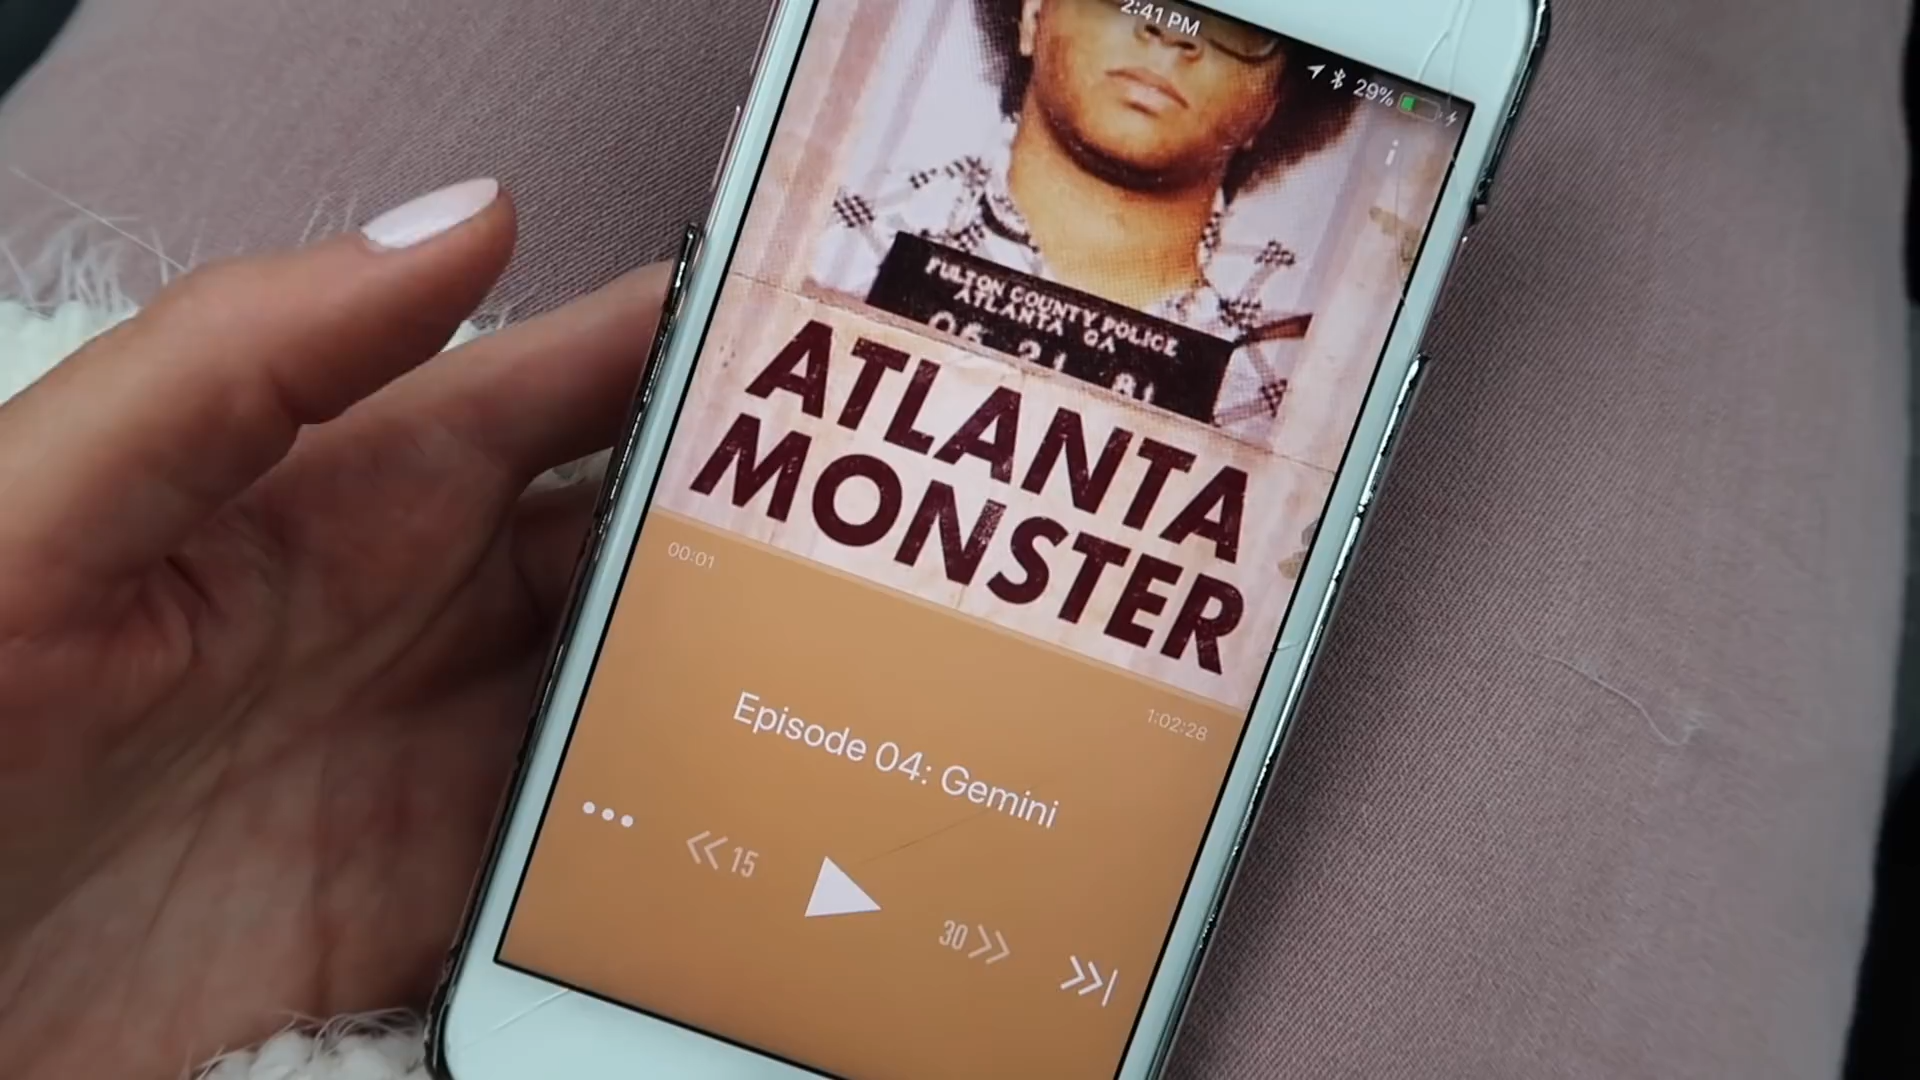 2:41 PM
29%
i
FULTON COUNTY POLICE
ATLANTA GA
06 21 81
ATLANTA
MONSTER
00:01
1:02:28
Episode 04: Gemini
15
30